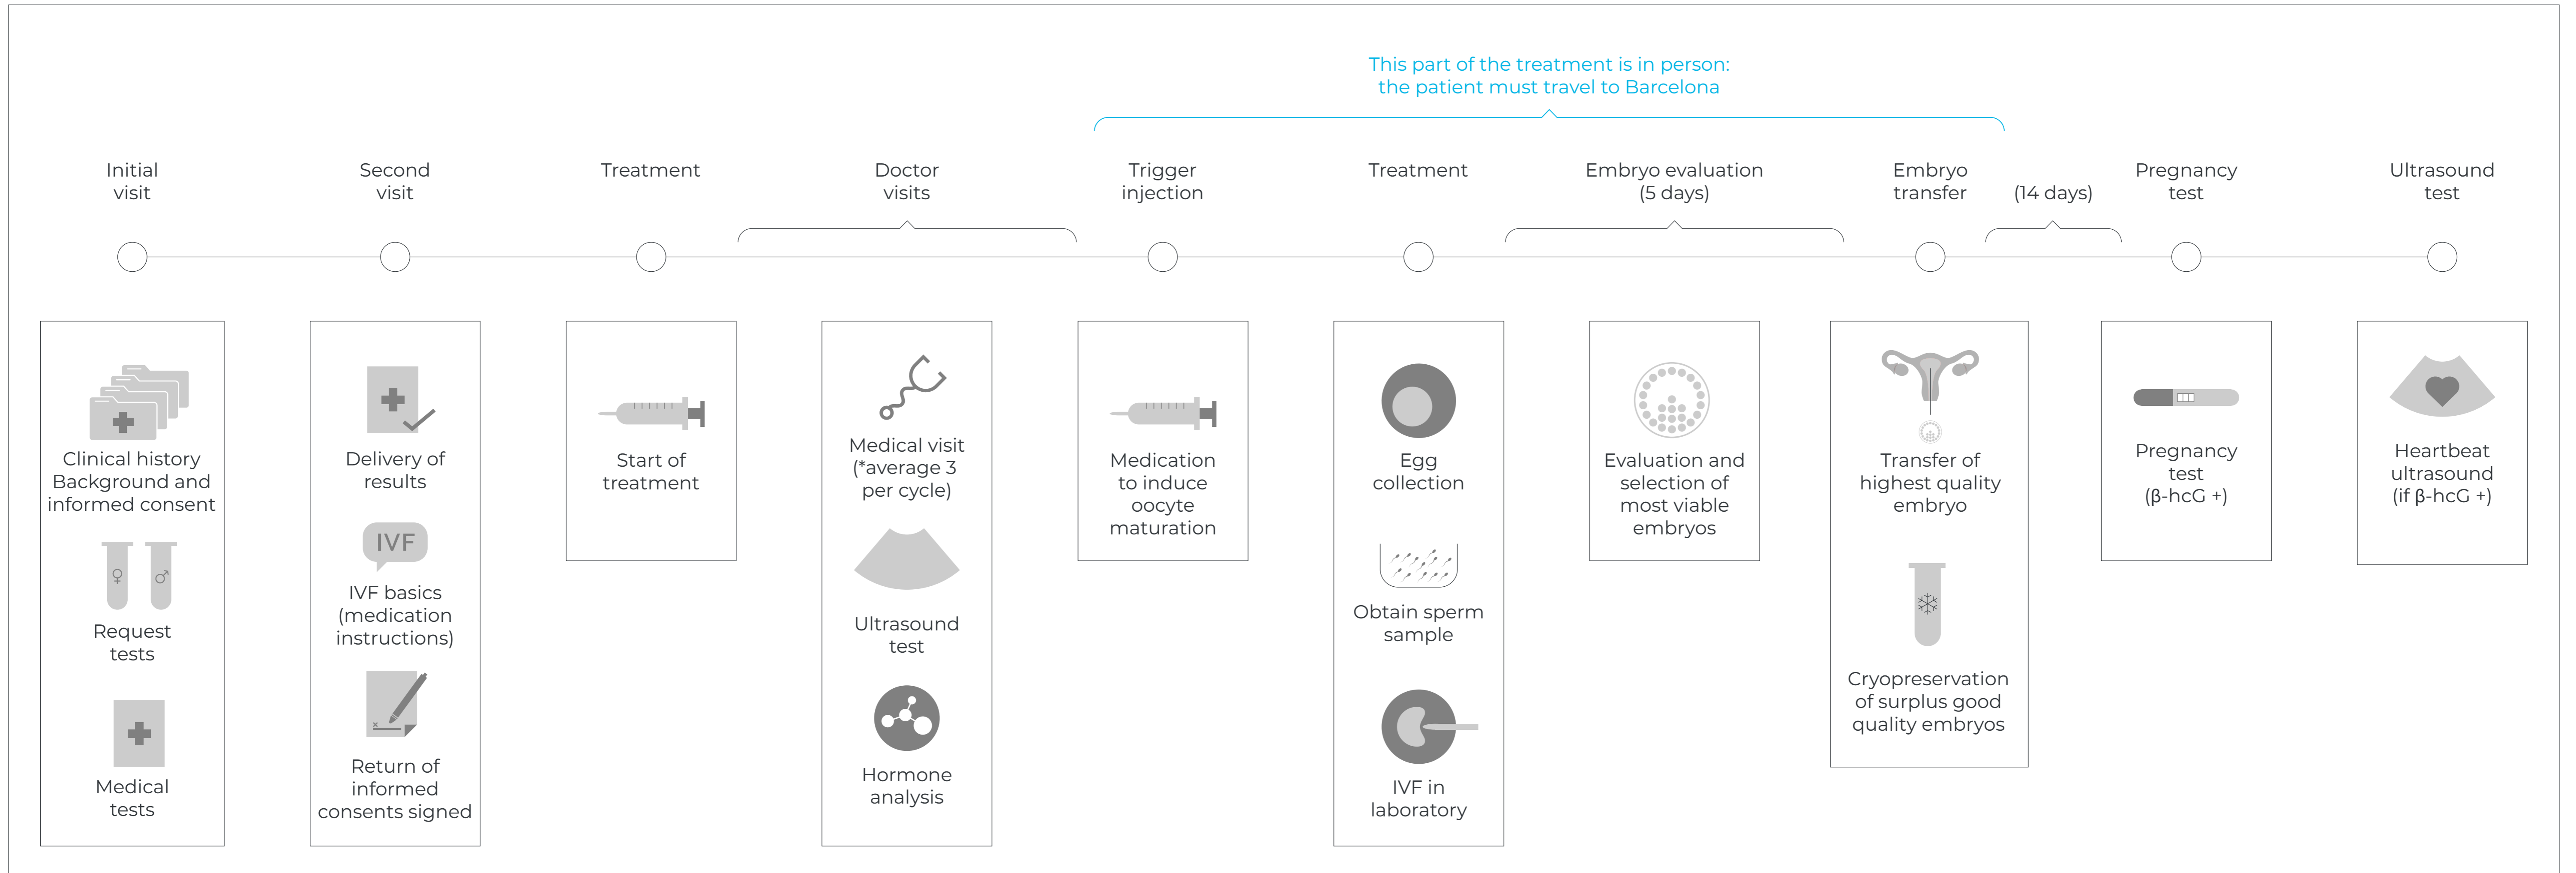 This part of the treatment is in person:
the patient must travel to Barcelona
Initial
visit
Second
visit
Treatment
Doctor
visits
Trigger
injection
Treatment
Embryo evaluation
(5 days)
Embryo
transfer
(14 days)
Pregnancy
test
Ultrasound
test
Clinical history
Background and
informed consent
Request
tests
Medical
tests
Delivery of
results
IVF
IVF basics
(medication
instructions)
x
Return of
informed
consents signed
Start of
treatment
Medical visit
(*average 3
per cycle)
Ultrasound
test
Hormone
analysis
Medication
to induce
oocyte
maturation
Egg
collection
Obtain sperm
sample
IVF in
laboratory
Evaluation and
selection of
most viable
embryos
Transfer of
highest quality
embryo
Cryopreservation
of surplus good
quality embryos
Pregnancy
test
(β-hcG +)
Heartbeat
ultrasound
(if β-hcG +)